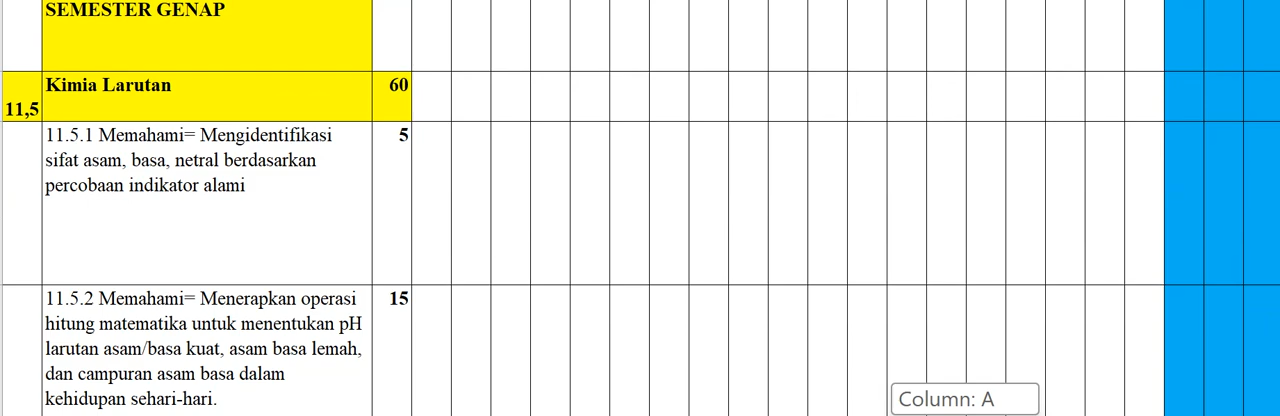 SEMESTER GENAP
Kimia Larutan 60
11,5
11.5.1 Memahami= Mengidentifikasi 5
sifat asam, basa, netral berdasarkan
percobaan indikator alami
11.5.2 Memahami= Menerapkan operasi 15
hitung matematika untuk menentukan pH
larutan asam/basa kuat, asam basa lemah,
dan campuran asam basa dalam
kehidupan sehari-hari.
Column: A